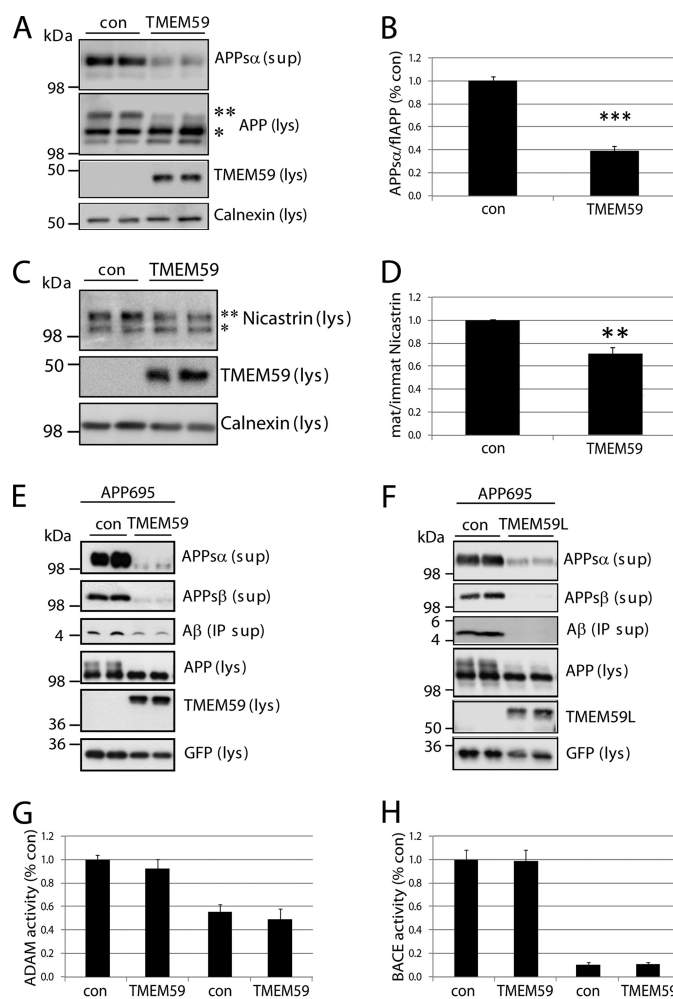 A
con TMEM59
kDa
APPsα (sup)
98
**
* APP (lys)
98
50
TMEM59 (lys)
50
Calnexin (lys)
B
APPsα/flAPP (% con)
1.2
1.0
0.8
0.6
0.4
0.2
0.0
***
con TMEM59
C
con TMEM59
kDa
** Nicastrin (lys)
*
98
50
TMEM59 (lys)
98
Calnexin (lys)
D
mat/immat Nicastrin
1.2
1.0
0.8
0.6
0.4
0.2
0.0
**
con TMEM59
E
APP695
con TMEM59
kDa
APPsα (sup)
98
APPsβ (sup)
98
Aβ (IP sup)
4
APP (lys)
98
TMEM59 (lys)
36
36
GFP (lys)
F
APP695
con TMEM59L
kDa
APPsα (sup)
98
APPsβ (sup)
98
6
Aβ (IP sup)
4
APP (lys)
98
TMEM59L
50
36
GFP (lys)
G
ADAM activity (% con)
1.2
1.0
0.8
0.6
0.4
0.2
0.0
con TMEM59 con TMEM59
H
BACE activity (% con)
1.2
1.0
0.8
0.6
0.4
0.2
0.0
con TMEM59 con TMEM59